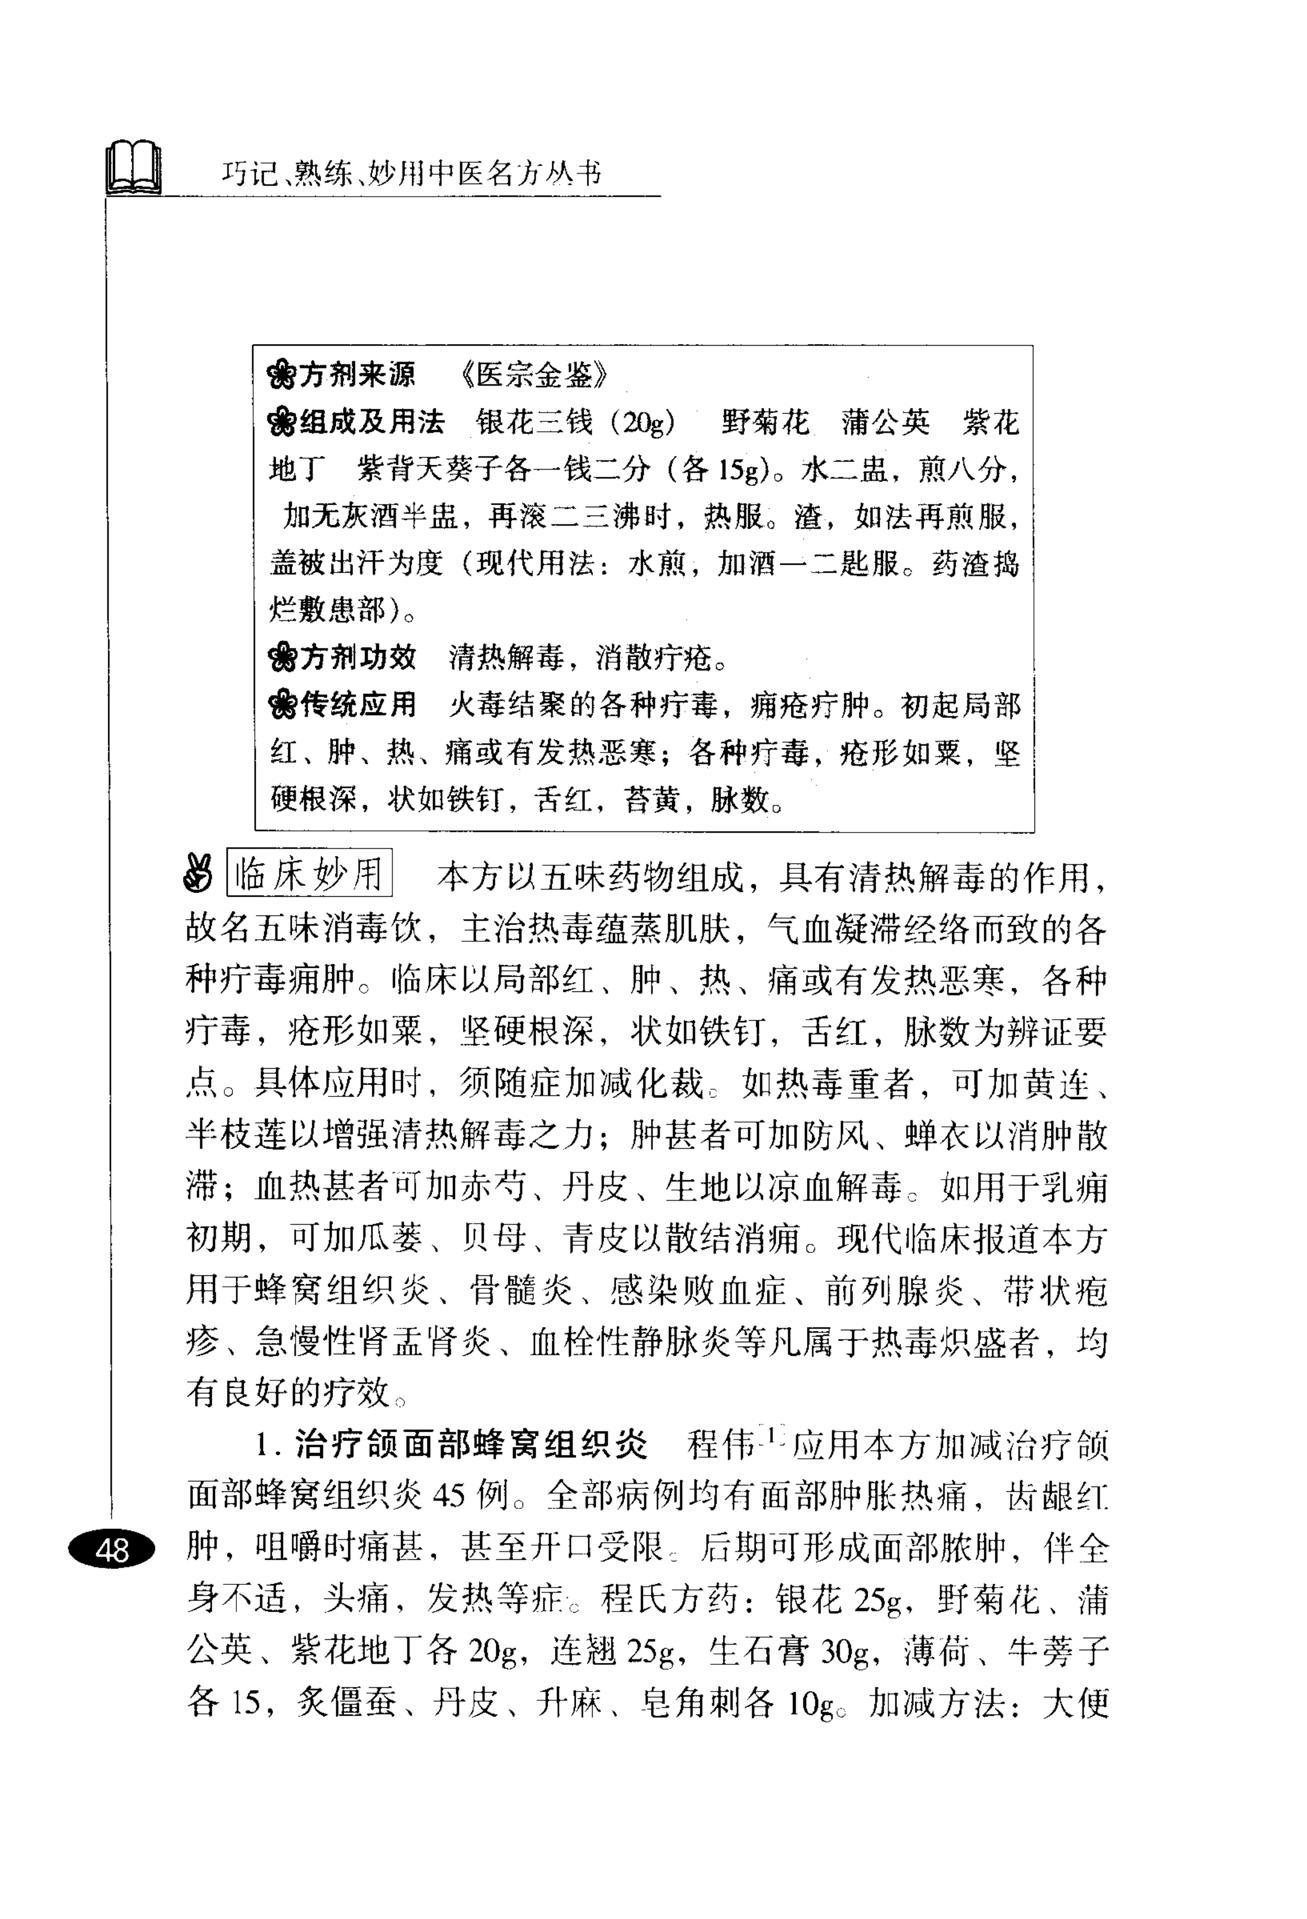 巧记、熟练、妙用中医名方丛书
方剂来源 《医宗金鉴》
组成及用法 银花三钱（20g） 野菊花 蒲公英 紫花
地丁 紫背天葵子各一钱二分（各 15g）。水二盅，煎八分，
加无灰酒半盅，再滚二三沸时，热服。渣，如法再煎服，
盖被出汗为度（现代用法：水煎，加酒一二匙服。药渣捣
烂敷患部）。
方剂功效 清热解毒，消散疔疮。
传统应用 火毒结聚的各种疔毒，痈疮疔肿。初起局部
红、肿、热、痛或有发热恶寒；各种疔毒，疮形如粟，坚
硬根深，状如铁钉，舌红，苔黄，脉数。
临床妙用 本方以五味药物组成，具有清热解毒的作用，
故名五味消毒饮，主治热毒蕴蒸肌肤，气血凝滞经络而致的各
种疔毒痈肿。临床以局部红、肿、热、痛或有发热恶寒，各种
疔毒，疮形如粟，坚硬根深，状如铁钉，舌红，脉数为辨证要
点。具体应用时，须随症加减化裁。如热毒重者，可加黄连、
半枝莲以增强清热解毒之力；肿甚者可加防风、蝉衣以消肿散
滞；血热甚者可加赤芍、丹皮、生地以凉血解毒。如用于乳痈
初期，可加瓜蒌、贝母、青皮以散结消痈。现代临床报道本方
用于蜂窝组织炎、骨髓炎、感染败血症、前列腺炎、带状疱
疹、急慢性肾盂肾炎、血栓性静脉炎等凡属于热毒炽盛者，均
有良好的疗效。
1. 治疗颌面部蜂窝组织炎 程伟[1]应用本方加减治疗颌
面部蜂窝组织炎 45 例。全部病例均有面部肿胀热痛，齿龈红
肿，咀嚼时痛甚，甚至开口受限。后期可形成面部脓肿，伴全
身不适，头痛，发热等症。程氏方药：银花 25g，野菊花、蒲
公英、紫花地丁各 20g，连翘 25g，生石膏 30g，薄荷、牛蒡子
各 15，炙僵蚕、丹皮、升麻、皂角刺各 10g。加减方法：大便
48